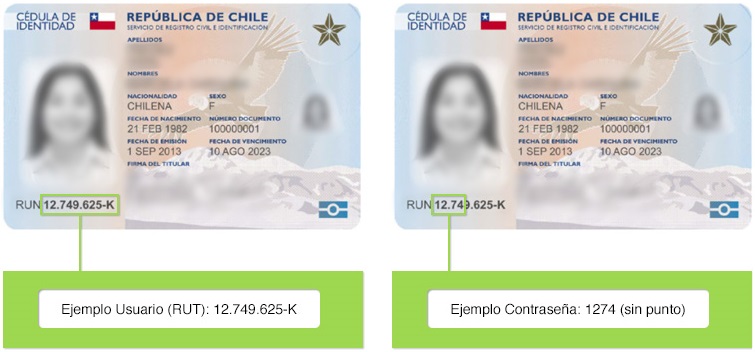 CÉDULA DE
IDENTIDAD
REPÚBLICA DE CHILE
SERVICIO DE REGISTRO CIVIL E IDENTIFICACIÓN
APELLIDOS
NOMBRES
NACIONALIDAD SEXO
CHILENA F
FECHA DE NACIMIENTO NÚMERO DOCUMENTO
21 FEB 1982 100000001
FECHA DE EMISIÓN FECHA DE VENCIMIENTO
1 SEP 2013 10 AGO 2023
FIRMA DEL TITULAR
RUN 12.749.625-K
Ejemplo Usuario (RUT): 12.749.625-K
CÉDULA DE
IDENTIDAD
REPÚBLICA DE CHILE
SERVICIO DE REGISTRO CIVIL E IDENTIFICACIÓN
APELLIDOS
NOMBRES
NACIONALIDAD SEXO
CHILENA F
FECHA DE NACIMIENTO NÚMERO DOCUMENTO
21 FEB 1982 100000001
FECHA DE EMISIÓN FECHA DE VENCIMIENTO
1 SEP 2013 10 AGO 2023
FIRMA DEL TITULAR
RUN 12.749.625-K
Ejemplo Contraseña: 1274 (sin punto)